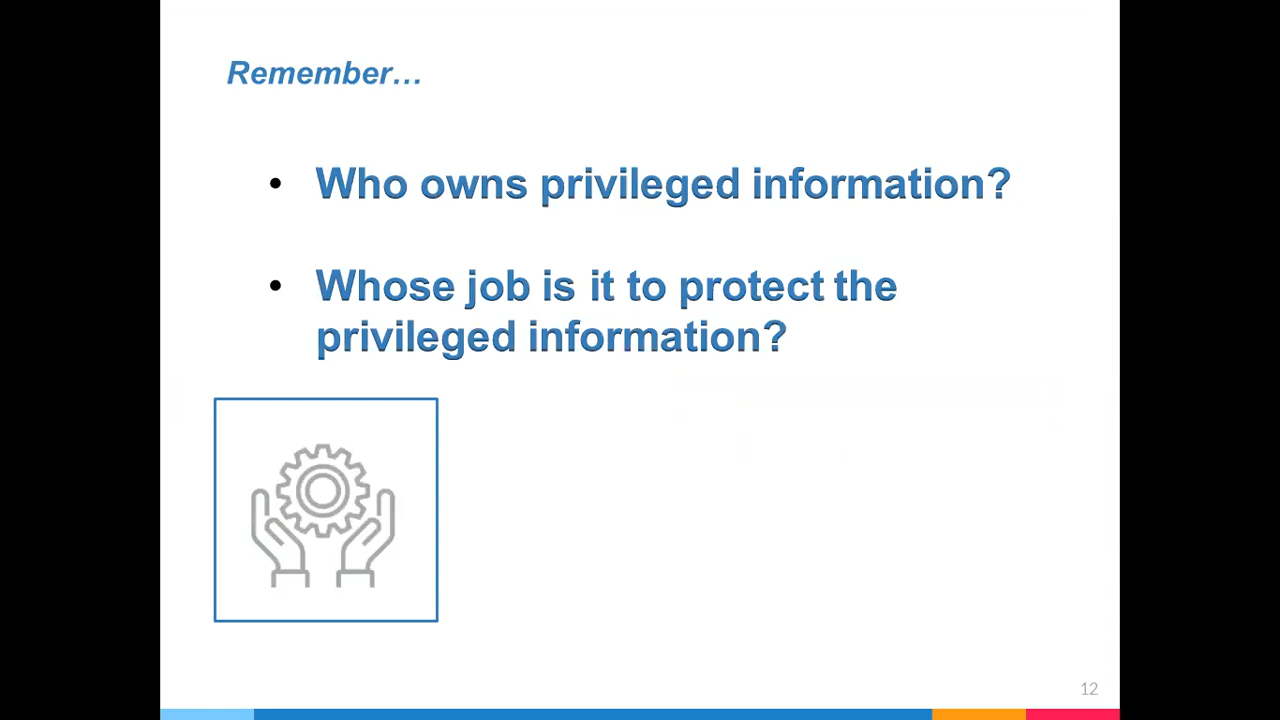 Remember…
• Who owns privileged information?
• Whose job is it to protect the
privileged information?
12